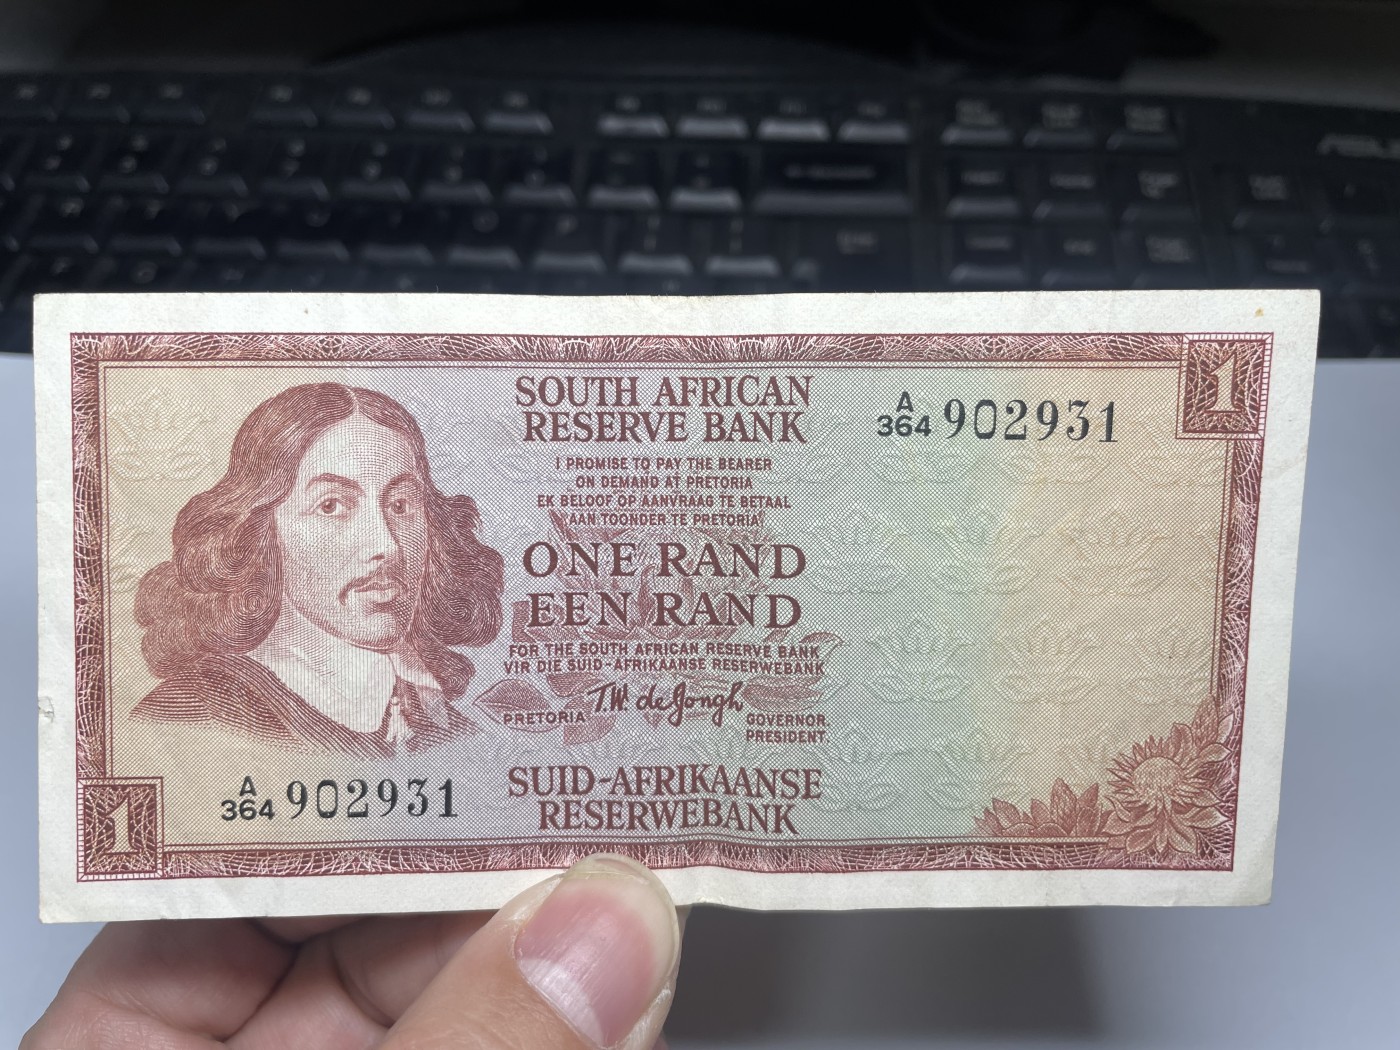 SOUTH AFRICAN
RESERVE BANK
A
364 902931
1
I PROMISE TO PAY THE BEARER
ON DEMAND AT PRETORIA
EK BELOOF OP AANVRAAG TE BETAAL
AAN TOONDER TE PRETORIA
ONE RAND
EEN RAND
FOR THE SOUTH AFRICAN RESERVE BANK
VIR DIE SUID-AFRIKAANSE RESERWEBANK
T.W. de Jongh
PRETORIA
GOVERNOR.
PRESIDENT.
1
A
364 902931
SUID-AFRIKAANSE
RESERWEBANK